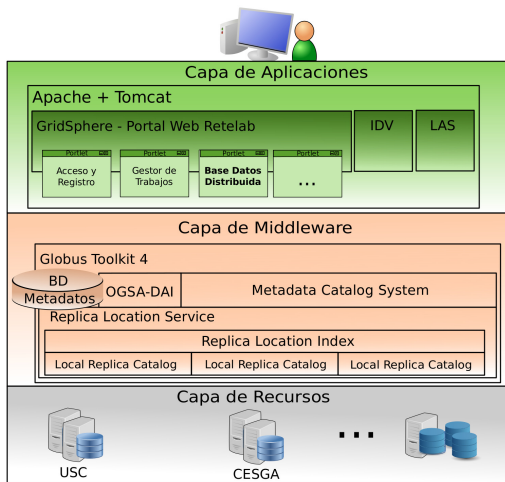 Capa de Aplicaciones
Apache + Tomcat
GridSphere - Portal Web Retelab
IDV
LAS
Portlet
Portlet
Portlet
Portlet
Acceso y
Registro
Gestor de
Trabajos
Base Datos
Distribuida
...
Capa de Middleware
Globus Toolkit 4
BD
Metadatos
OGSA-DAI
Metadata Catalog System
Replica Location Service
Replica Location Index
Local Replica Catalog
Local Replica Catalog
Local Replica Catalog
Capa de Recursos
...
USC
CESGA